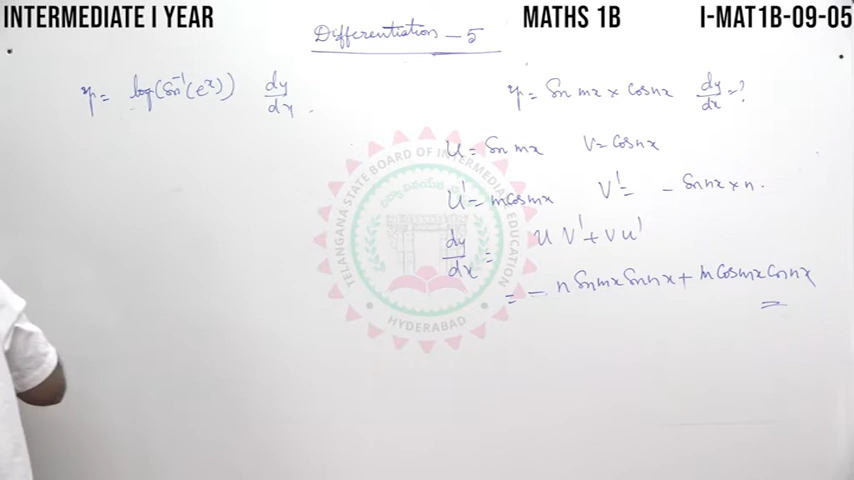 INTERMEDIATE I YEAR
MATHS 1B
I-MAT1B-09-05
Differentiation - 5
y = log(Sin⁻¹(eˣ)) dy/dx
y = Sin mx × Cos nx dy/dx = ?
U = Sin mx V = Cos nx
U' = m Cos mx V' = - Sin nx × n.
dy/dx = U V' + V U'
= - n Sin mx Sin nx + m Cos mx Cos nx
TELANGANA STATE BOARD OF INTERMEDIATE EDUCATION
HYDERABAD